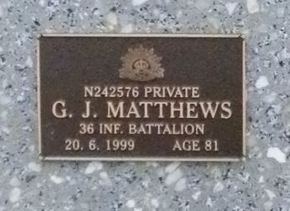 N242576 PRIVATE
G. J. MATTHEWS
36 INF. BATTALION
20. 6. 1999 AGE 81